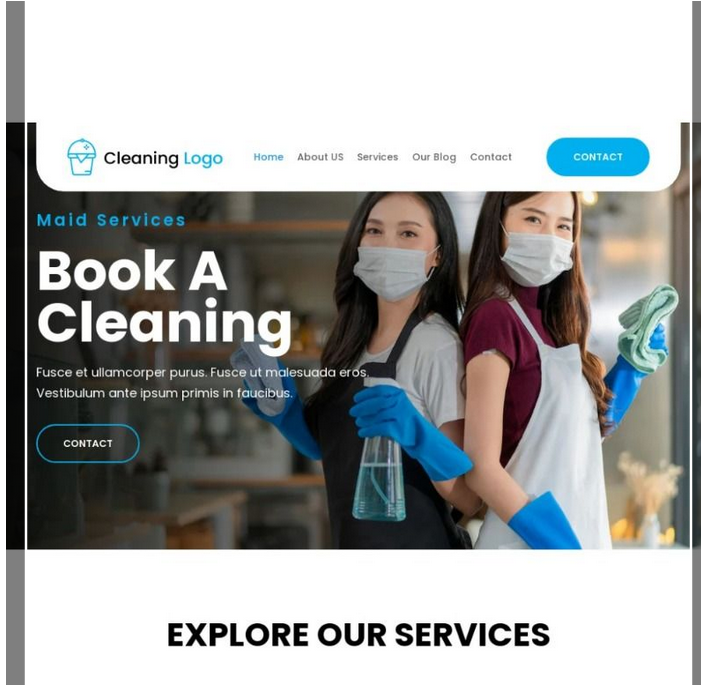 Cleaning Logo
Home About US Services Our Blog Contact
CONTACT
Maid Services
Book A
Cleaning
Fusce et ullamcorper purus. Fusce ut malesuada eros.
Vestibulum ante ipsum primis in faucibus.
CONTACT
EXPLORE OUR SERVICES